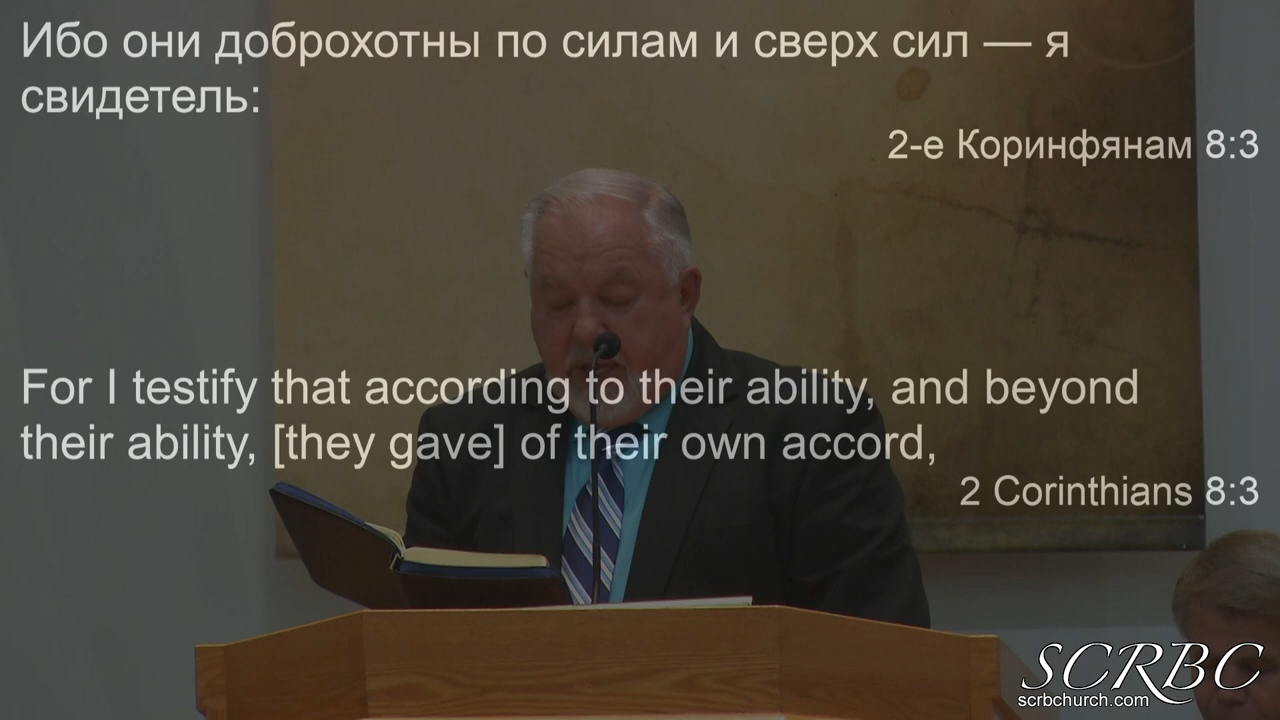 Ибо они доброхотны по силам и сверх сил — я
свидетель:
2-е Коринфянам 8:3
For I testify that according to their ability, and beyond
their ability, [they gave] of their own accord,
2 Corinthians 8:3
SCRBC
scrbchurch.com